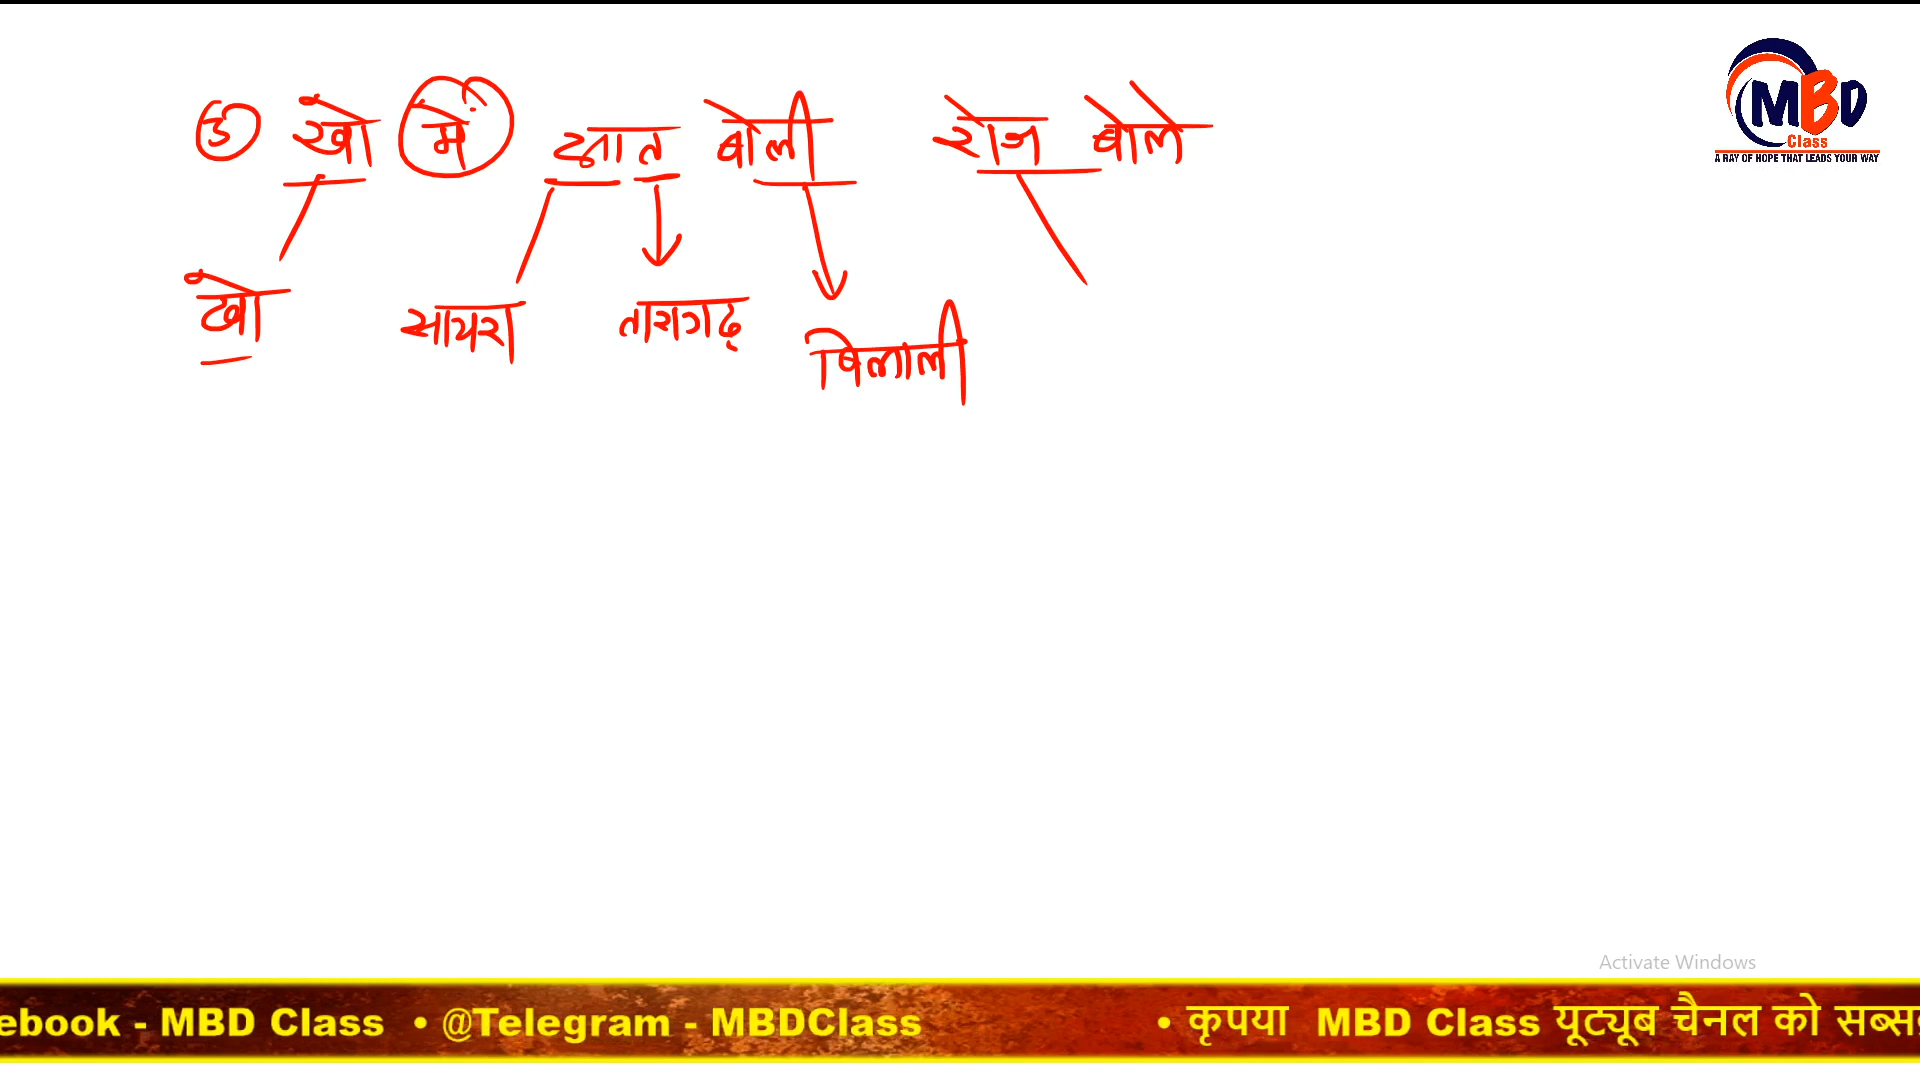 MBD
Class
A RAY OF HOPE THAT LEADS YOUR WAY
③ खो में सात बोली रोज बोले
खो सायरा तारागढ़ बिलाली
Activate Windows
ebook - MBD Class • @Telegram - MBDClass • कृपया MBD Class यूट्यूब चैनल को सब्स